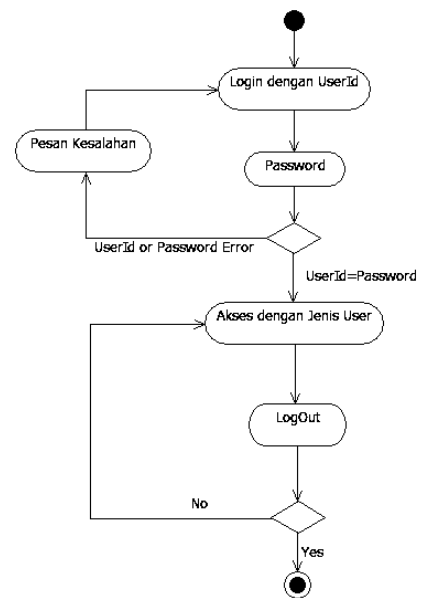 Login dengan UserId
Pesan Kesalahan
Password
UserId or Password Error
UserId=Password
Akses dengan Jenis User
LogOut
No
Yes